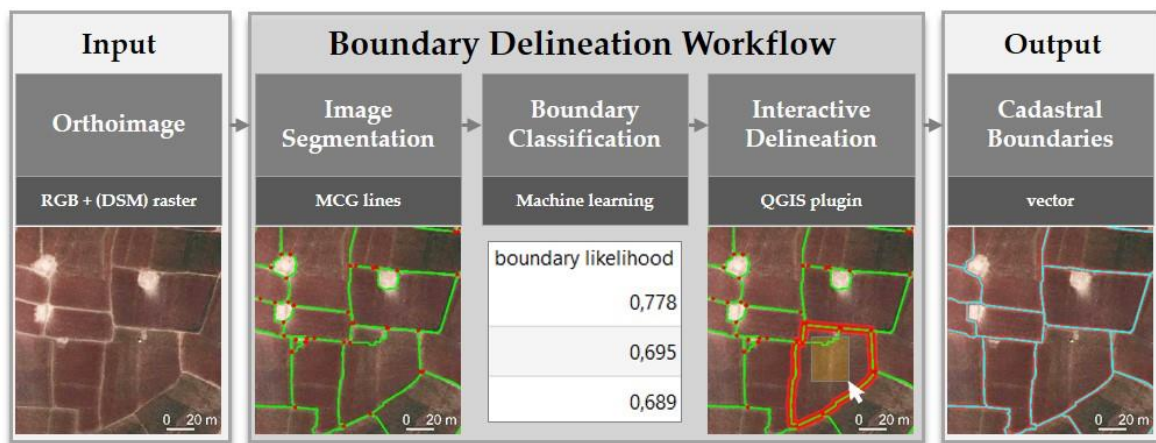 Input
Boundary Delineation Workflow
Output
Orthoimage
Image
Segmentation
Boundary
Classification
Interactive
Delineation
Cadastral
Boundaries
RGB + (DSM) raster
MCG lines
Machine learning
QGIS plugin
vector
boundary likelihood
0,778
0,695
0,689
0 20 m
0 20 m
0 20 m
0 20 m